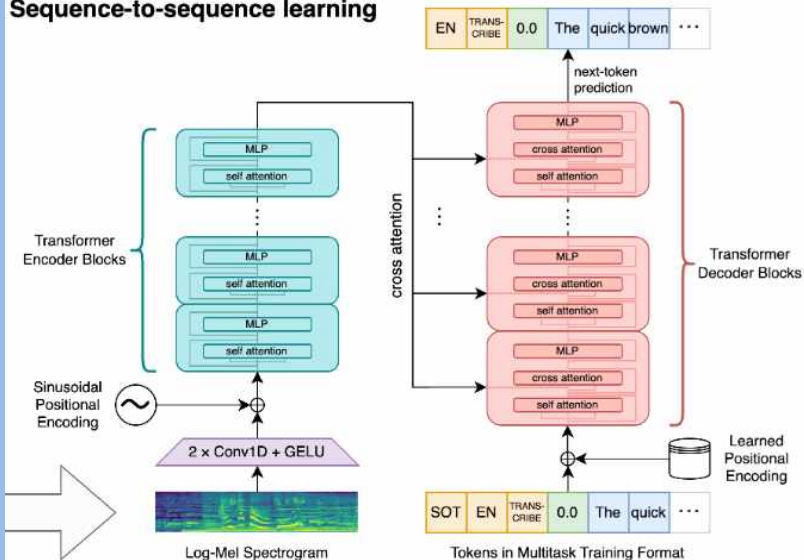 Sequence-to-sequence learning
EN TRANS-CRIBE 0.0 The quick brown ...
next-token
prediction
MLP
self attention
MLP
self attention
MLP
self attention
Transformer
Encoder Blocks
cross attention
MLP
cross attention
self attention
MLP
cross attention
self attention
MLP
cross attention
self attention
Transformer
Decoder Blocks
Sinusoidal
Positional
Encoding
2 x Conv1D + GELU
Learned
Positional
Encoding
SOT EN TRANS-CRIBE 0.0 The quick ...
Log-Mel Spectrogram
Tokens in Multitask Training Format